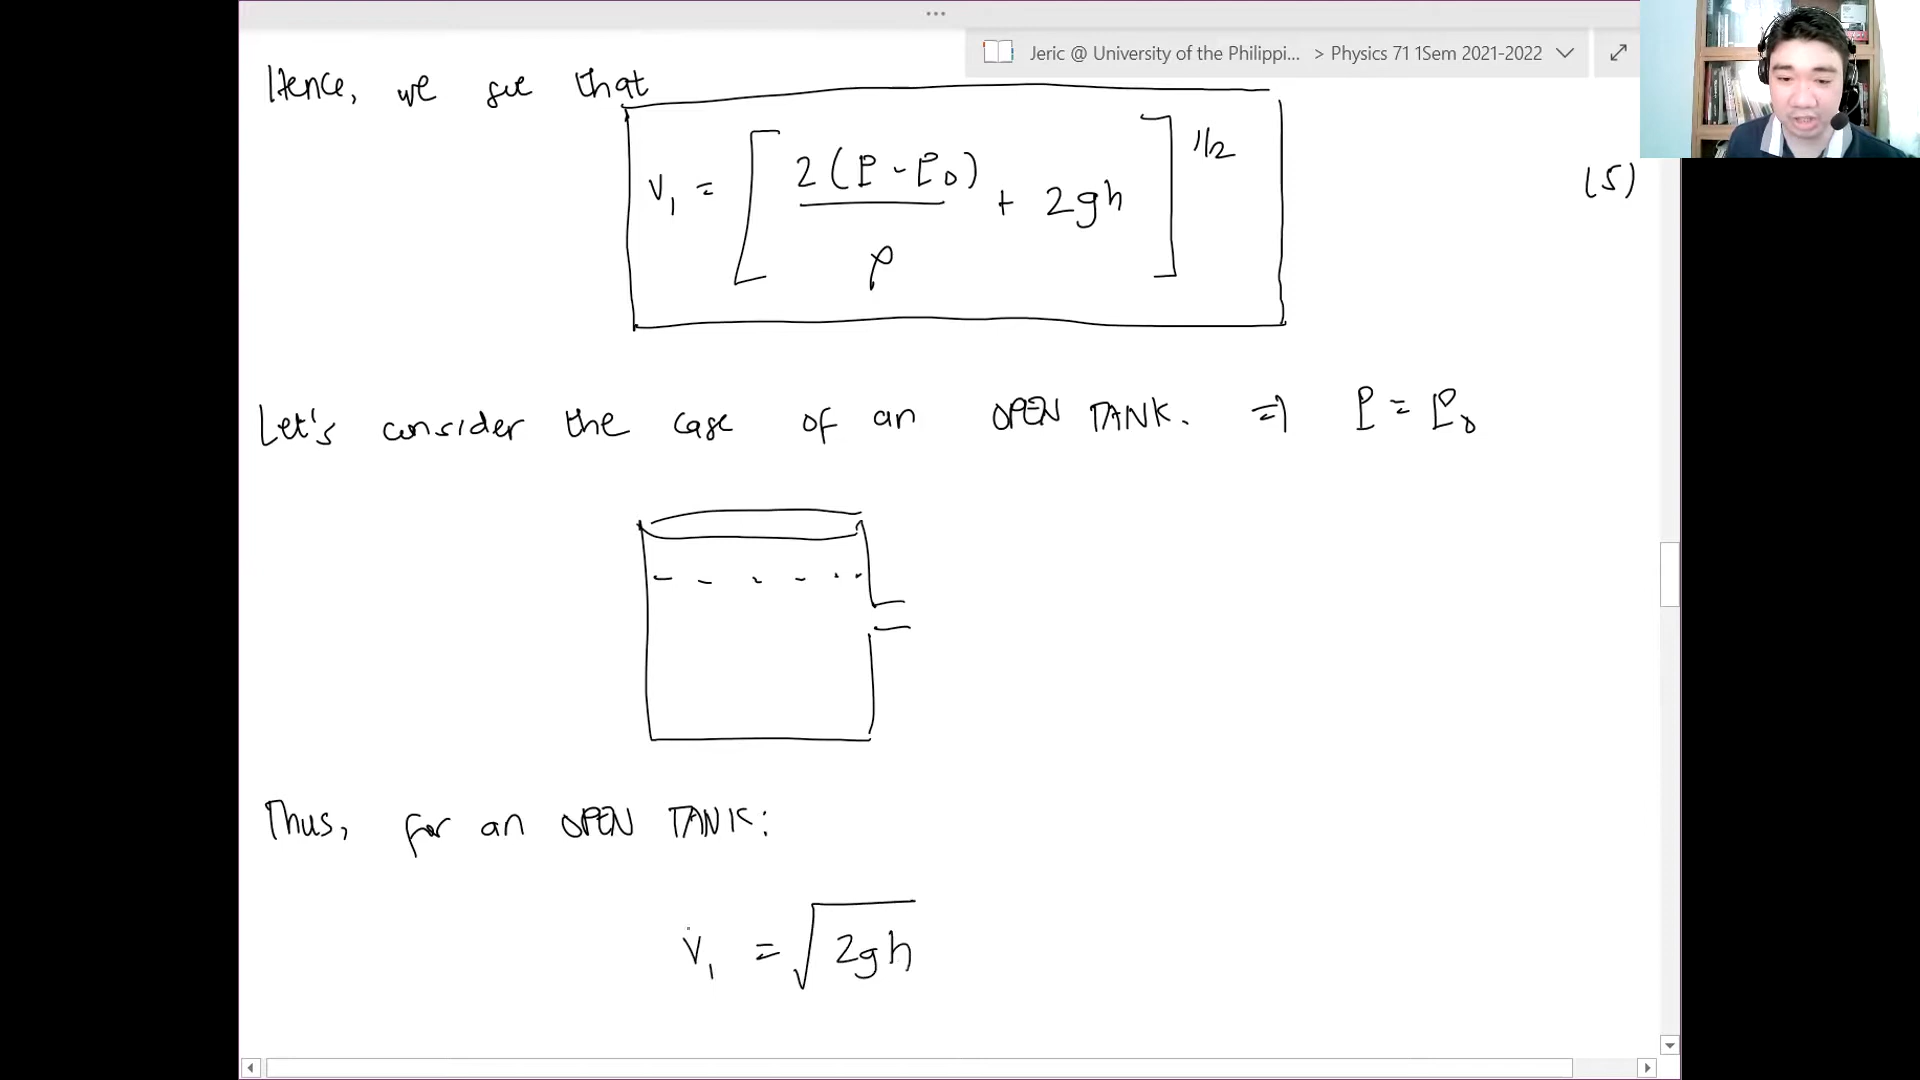 Jeric @ University of the Philippi... > Physics 71 1Sem 2021-2022
Hence, we see that
v₁ = [ 2(P - P₀) / ρ + 2gh ]^1/2 (5)
Let's consider the case of an OPEN TANK. ⇒ P = P₀
Thus, for an OPEN TANK:
v₁ = √2gh